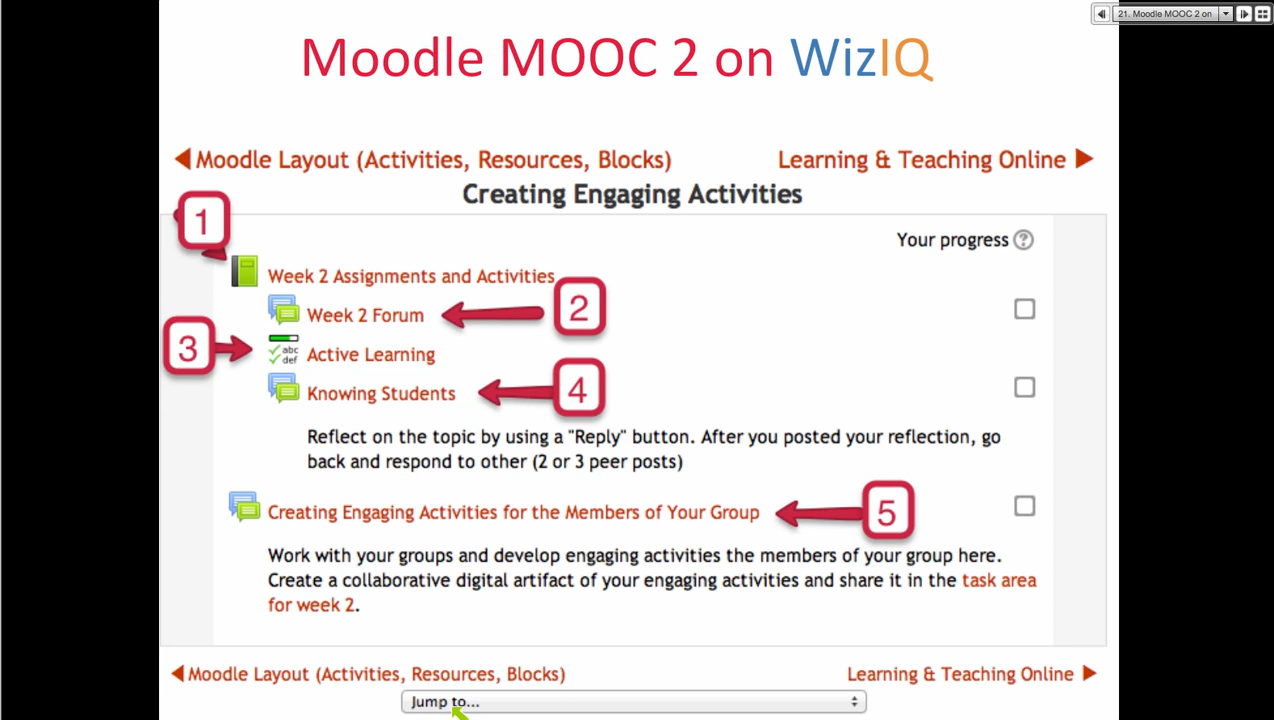 21. Moodle MOOC 2 on
Moodle MOOC 2 on WizIQ
Moodle Layout (Activities, Resources, Blocks)
Learning & Teaching Online
Creating Engaging Activities
1
Your progress ?
Week 2 Assignments and Activities
Week 2 Forum
2
3
abc
def
Active Learning
Knowing Students
4
Reflect on the topic by using a "Reply" button. After you posted your reflection, go
back and respond to other (2 or 3 peer posts)
Creating Engaging Activities for the Members of Your Group
5
Work with your groups and develop engaging activities the members of your group here.
Create a collaborative digital artifact of your engaging activities and share it in the task area
for week 2.
Moodle Layout (Activities, Resources, Blocks)
Learning & Teaching Online
Jump to...